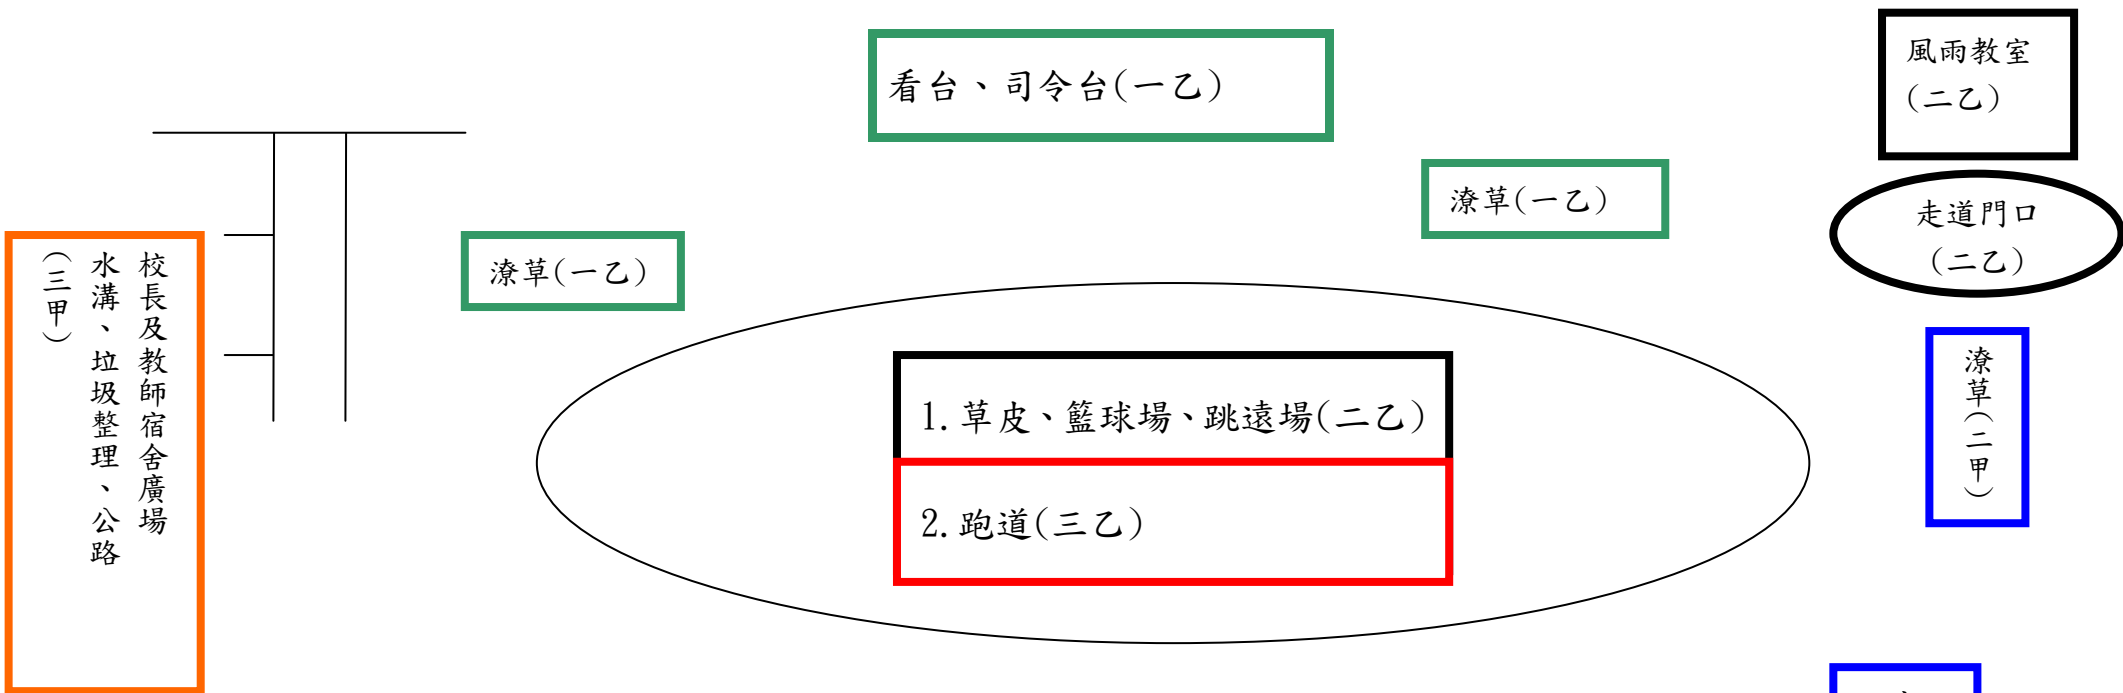 看台、司令台(一乙)
風雨教室
(二乙)
潦草(一乙)
走道門口
(二乙)
潦草(一乙)
校長及教師宿舍廣場
水溝、垃圾整理、公路
(三甲)
潦草(二甲)
1.草皮、籃球場、跳遠場(二乙)
2.跑道(三乙)